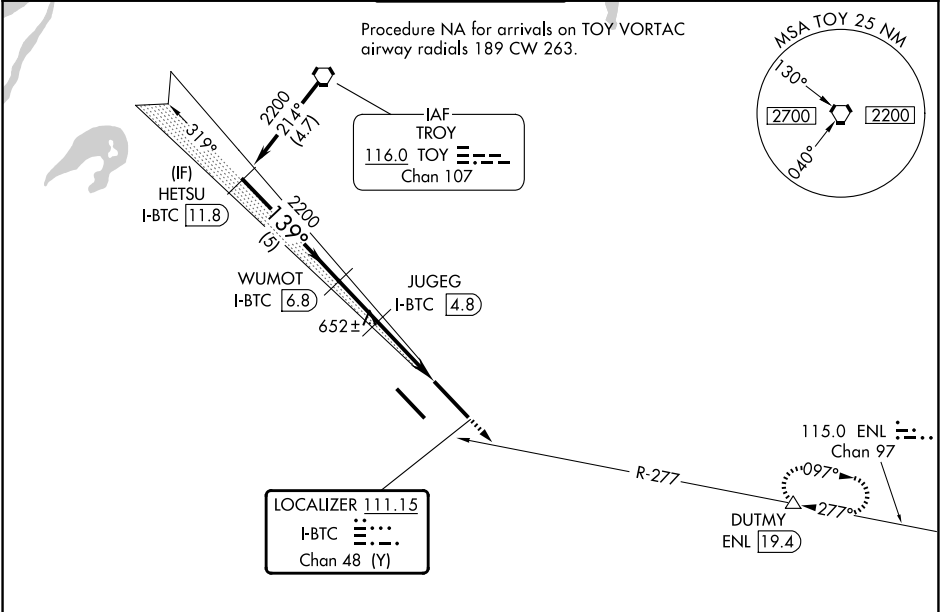 Procedure NA for arrivals on TOY VORTAC
airway radials 189 CW 263.
MSA TOY 25 NM
130°
2700
2200
040°
2200
214°
(4.7)
IAF
TROY
116.0 TOY
Chan 107
319°
(IF)
HETSU
I-BTC 11.8
2200
139°
(5)
WUMOT
I-BTC 6.8
JUGEG
I-BTC 4.8
652±
115.0 ENL
Chan 97
R-277
097°
277°
DUTMY
ENL 19.4
LOCALIZER 111.15
I-BTC
Chan 48 (Y)